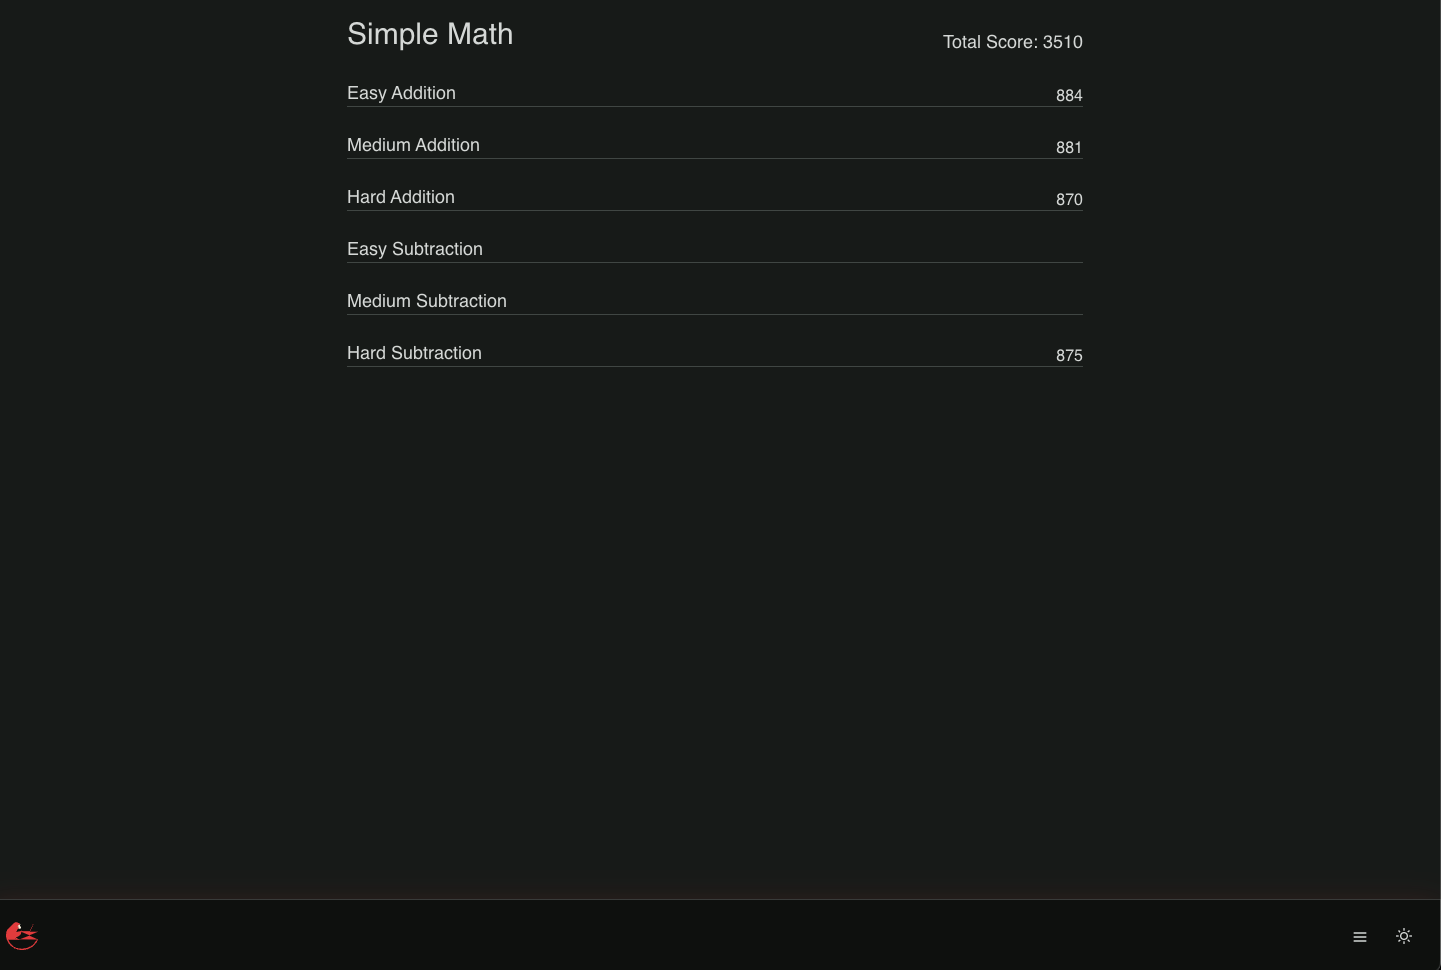 Simple Math
Total Score: 3510
Easy Addition 884
Medium Addition 881
Hard Addition 870
Easy Subtraction
Medium Subtraction
Hard Subtraction 875